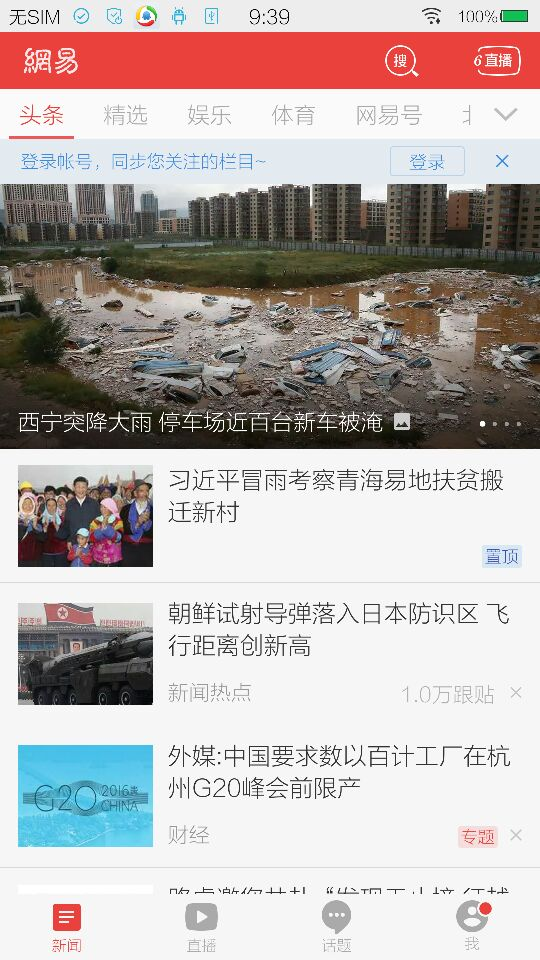 无SIM 9:39 100%
網易 搜 6直播
头条 精选 娱乐 体育 网易号
登录帐号，同步您关注的栏目~ 登录
西宁突降大雨 停车场近百台新车被淹
习近平冒雨考察青海易地扶贫搬
迁新村
置顶
朝鲜试射导弹落入日本防识区 飞
行距离创新高
新闻热点 1.0万跟贴
G20 2016 CHINA
外媒:中国要求数以百计工厂在杭
州G20峰会前限产
财经 专题
新闻 直播 话题 我